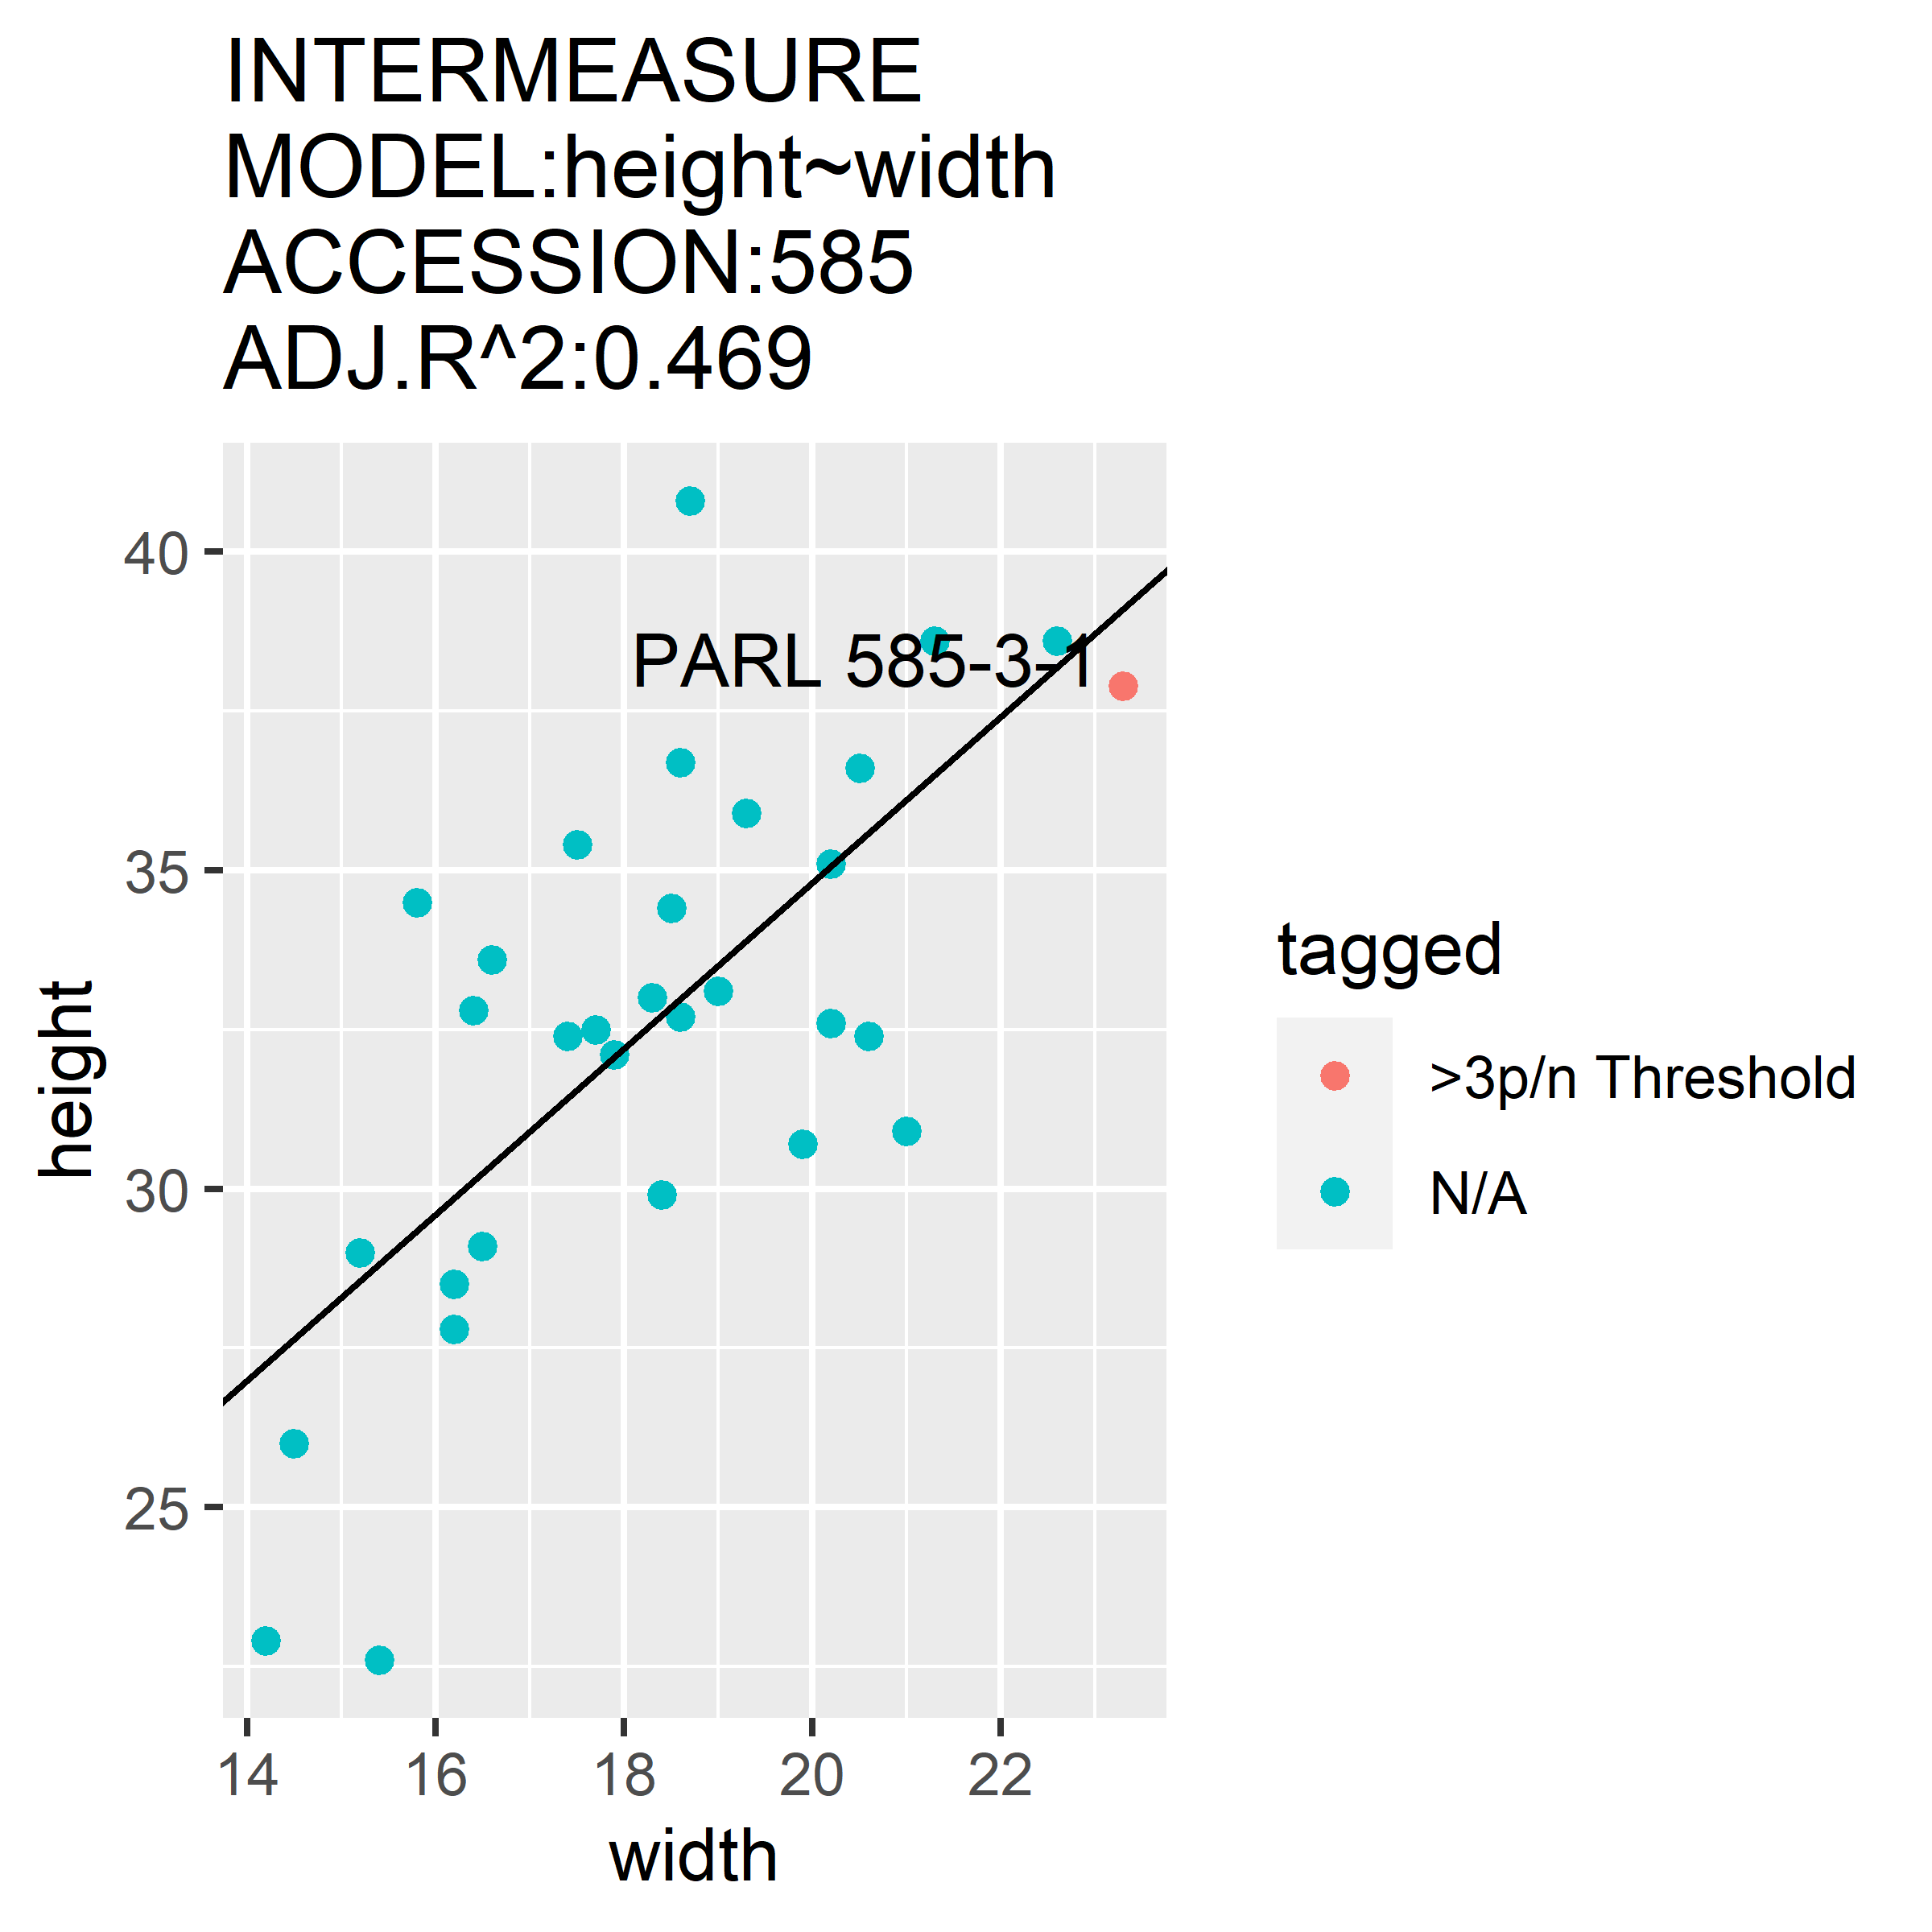 INTERMEASURE
MODEL:height~width
ACCESSION:585
ADJ.R^2:0.469
40
PARL 585-3-1
35
30
25
height
14 16 18 20 22
width
tagged
>3p/n Threshold
N/A